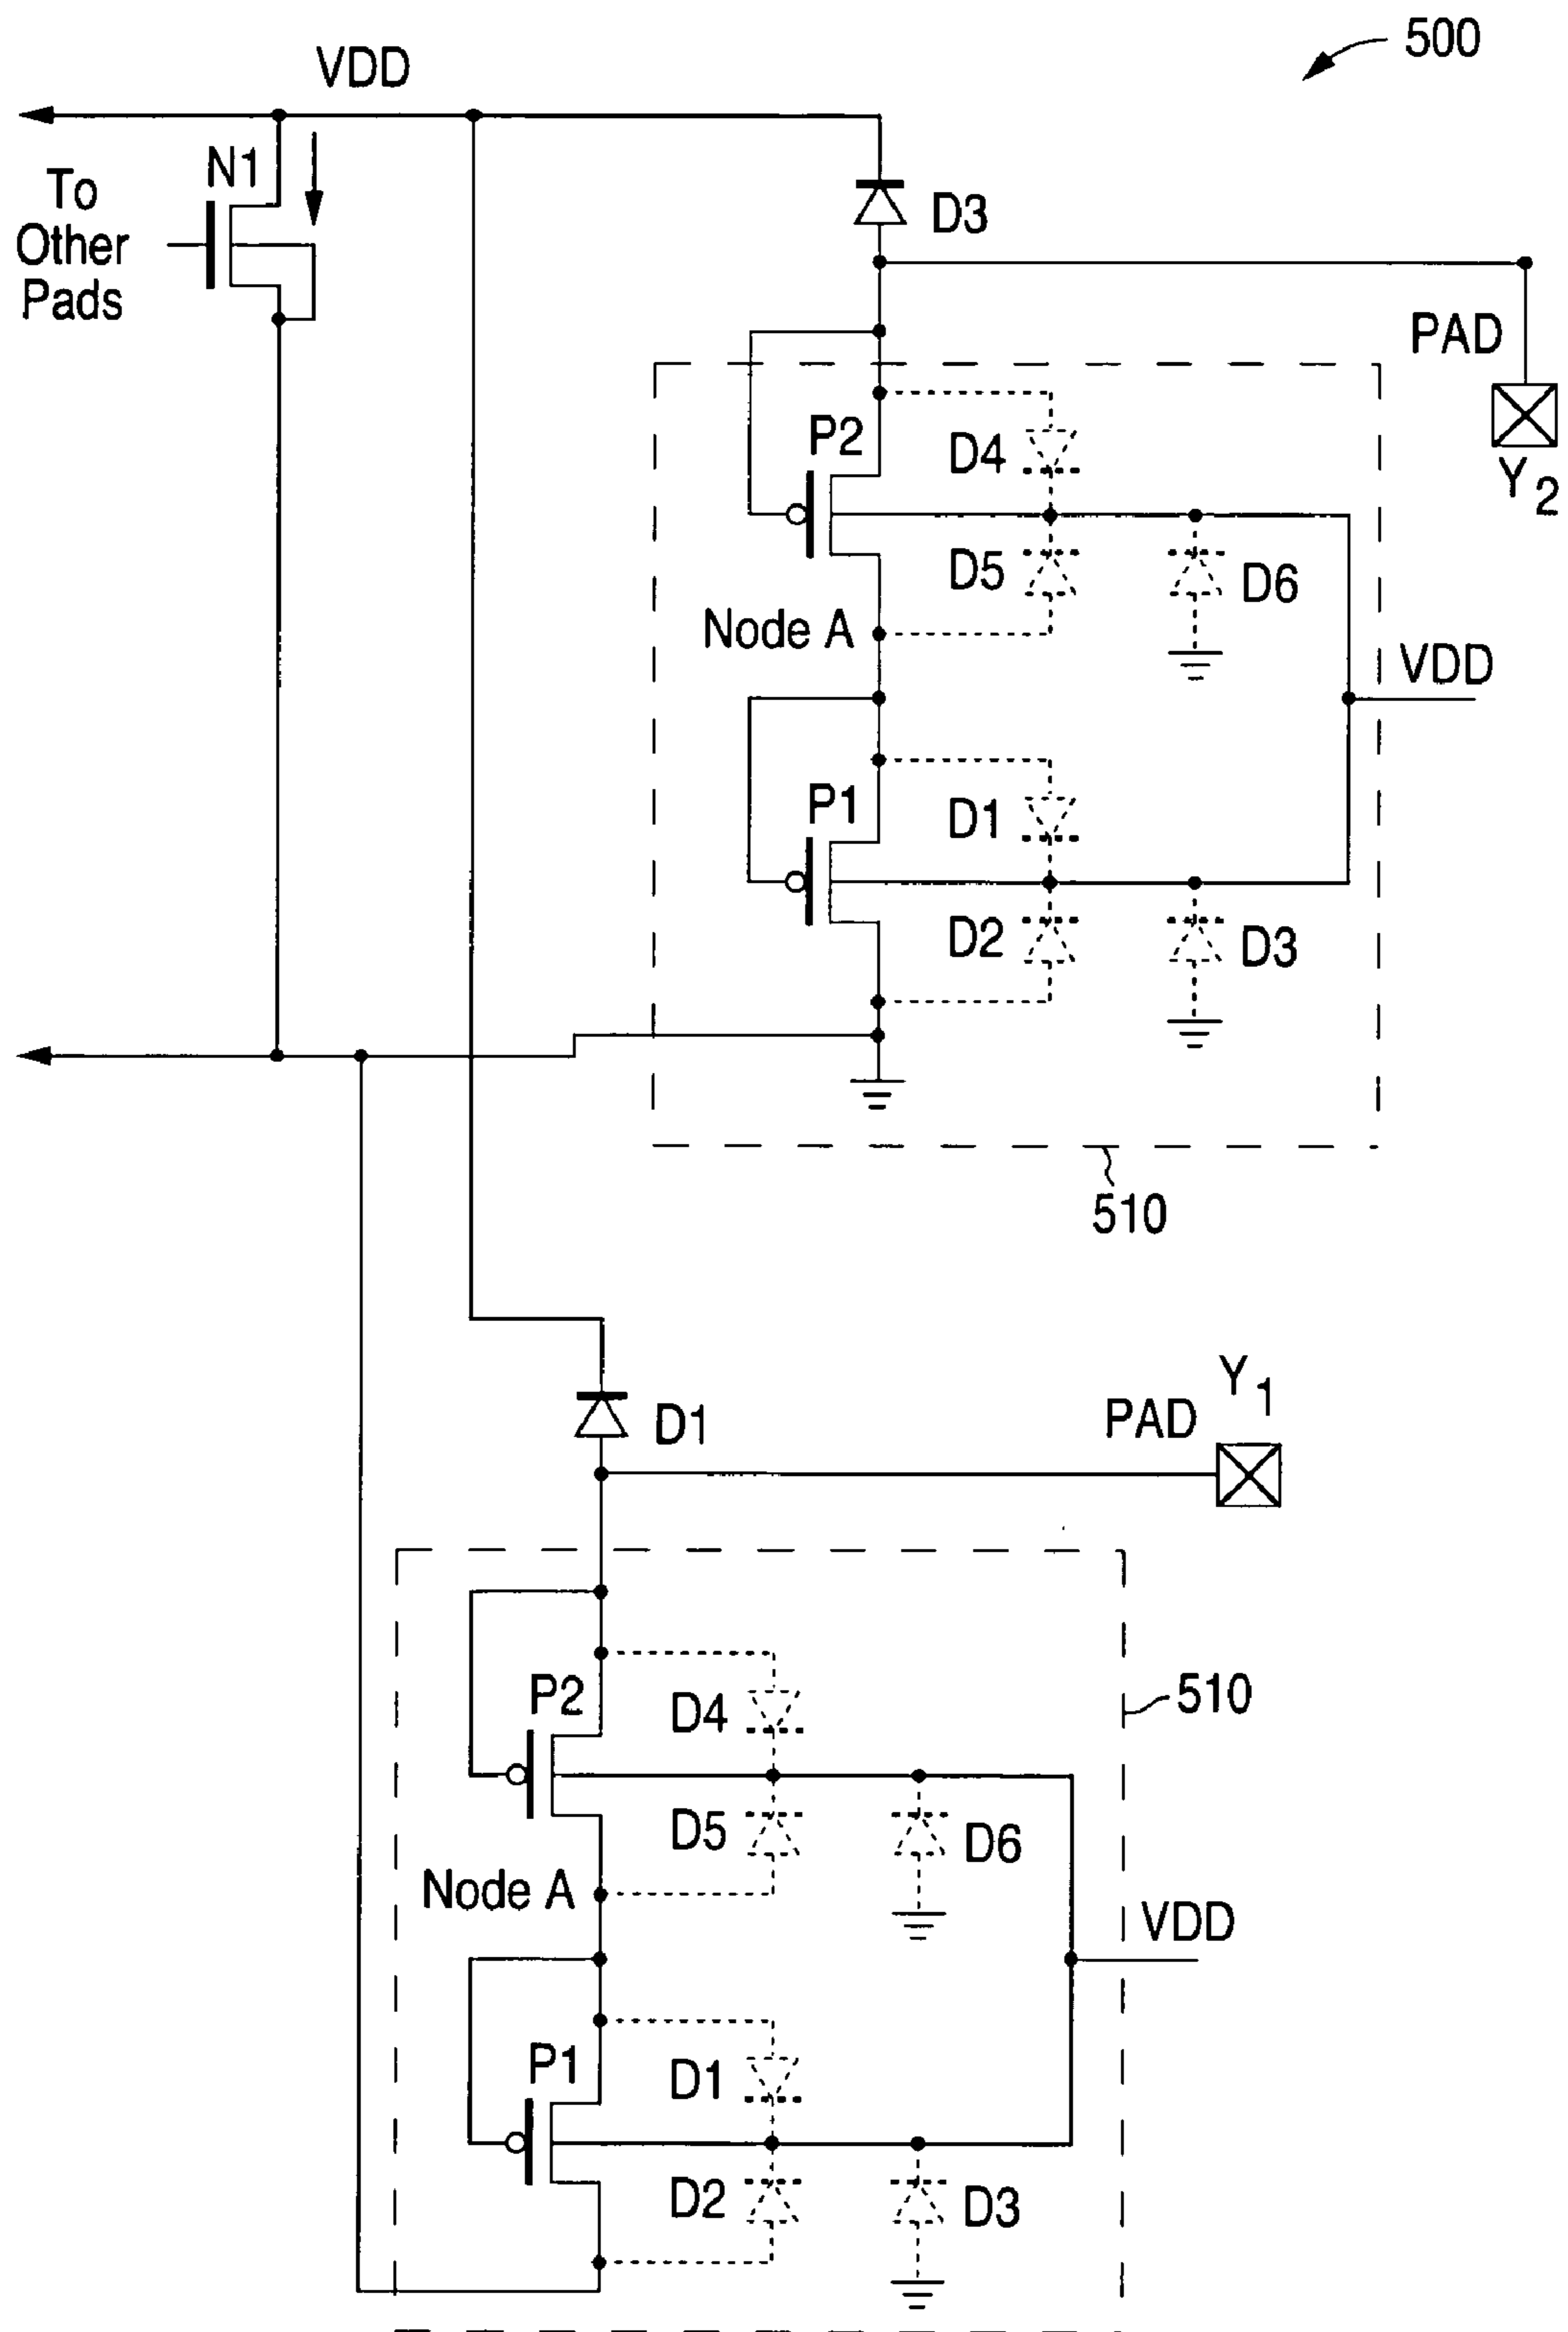 500
VDD
N1
To
Other
Pads
D3
PAD
Y2
P2
D4
D5
D6
Node A
VDD
P1
D1
D2
D3
510
D1
PAD
Y1
P2
D4
510
D5
D6
Node A
VDD
P1
D1
D2
D3